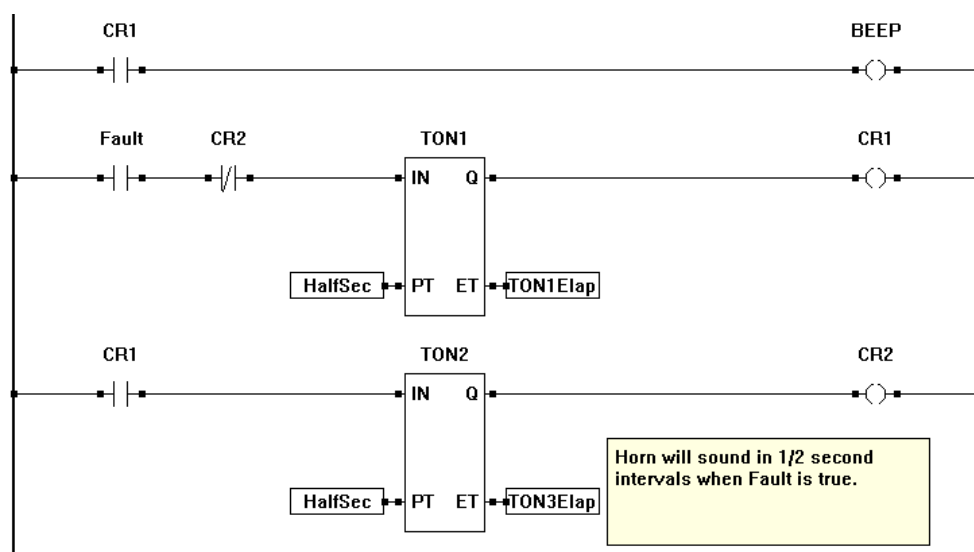 CR1 BEEP
Fault CR2 TON1 CR1
IN Q
HalfSec PT ET TON1Elap
CR1 TON2 CR2
IN Q
Horn will sound in 1/2 second
intervals when Fault is true.
HalfSec PT ET TON3Elap